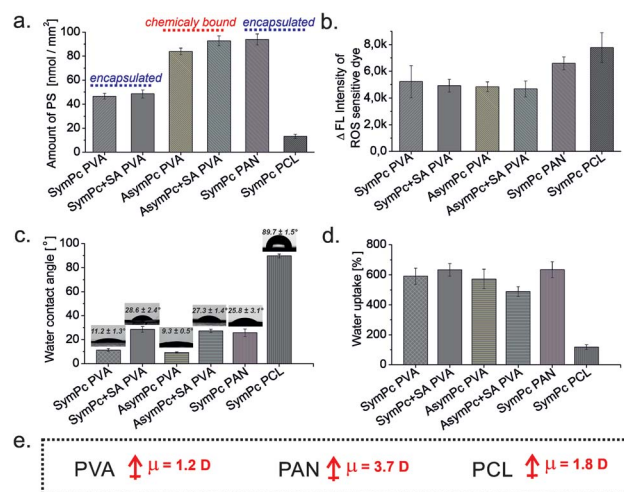 a.
chemicaly bound
encapsulated
encapsulated
Amount of PS [nmol / mm²]
100
80
60
40
20
0
SymPc PVA
SymPc+SA PVA
AsymPc PVA
AsymPc+SA PVA
SymPc PAN
SymPc PCL
b.
Δ FL Intensity of
ROS sensitive dye
8,0k
6,0k
4,0k
2,0k
0,0
SymPc PVA
SymPc+SA PVA
AsymPc PVA
AsymPc+SA PVA
SymPc PAN
SymPc PCL
c.
Water contact angle [°]
100
80
60
40
20
0
11.2 ± 1.3°
28.6 ± 2.4°
9.3 ± 0.5°
27.3 ± 1.4°
25.8 ± 3.1°
89.7 ± 1.5°
SymPc PVA
SymPc+SA PVA
AsymPc PVA
AsymPc+SA PVA
SymPc PAN
SymPc PCL
d.
Water uptake [%]
800
600
400
200
0
SymPc PVA
SymPc+SA PVA
AsymPc PVA
AsymPc+SA PVA
SymPc PAN
SymPc PCL
e.
PVA μ = 1.2 D PAN μ = 3.7 D PCL μ = 1.8 D